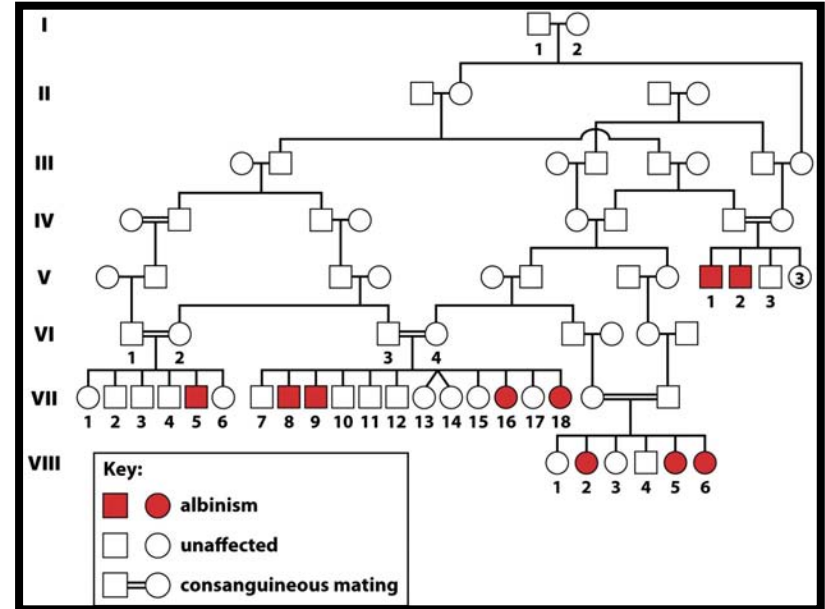 I
1 2
II
III
IV
V
3
1 2 3
VI
1 2 3 4
VII
1 2 3 4 5 6 7 8 9 10 11 12 13 14 15 16 17 18
VIII
1 2 3 4 5 6
Key:
albinism
unaffected
consanguineous mating